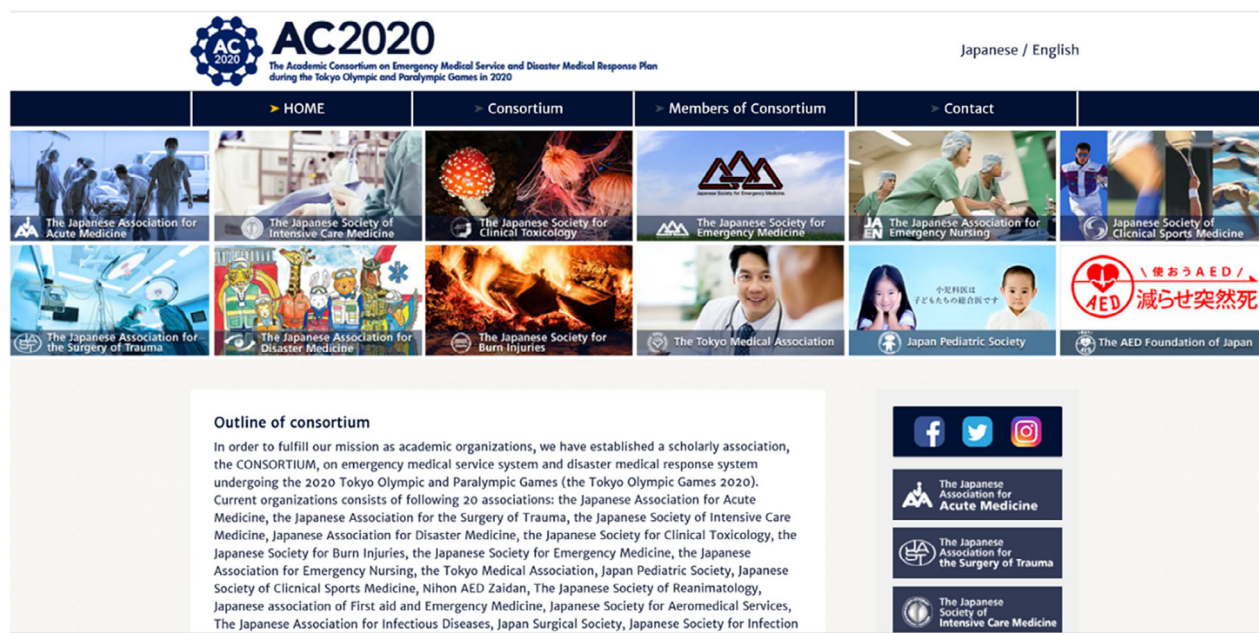 AC
2020
AC2020
The Academic Consortium on Emergency Medical Service and Disaster Medical Response Plan
during the Tokyo Olympic and Paralympic Games in 2020
Japanese / English
HOME
Consortium
Members of Consortium
Contact
The Japanese Association for
Acute Medicine
The Japanese Society of
Intensive Care Medicine
The Japanese Society for
Clinical Toxicology
Japanese Society for Emergency Medicine
The Japanese Society for
Emergency Medicine
JA
EN
The Japanese Association for
Emergency Nursing
Japanese Society of
Clicnical Sports Medicine
The Japanese Association for
the Surgery of Trauma
The Japanese Association for
Disaster Medicine
The Japanese Society for
Burn Injuries
The Tokyo Medical Association
小児科医は
子どもたちの総合医です
Japan Pediatric Society
AED
\ 使おうAED /
減らせ突然死
The AED Foundation of Japan
Outline of consortium
In order to fulfill our mission as academic organizations, we have established a scholarly association,
the CONSORTIUM, on emergency medical service system and disaster medical response system
undergoing the 2020 Tokyo Olympic and Paralympic Games (the Tokyo Olympic Games 2020).
Current organizations consists of following 20 associations: the Japanese Association for Acute
Medicine, the Japanese Association for the Surgery of Trauma, the Japanese Society of Intensive Care
Medicine, Japanese Association for Disaster Medicine, the Japanese Society for Clinical Toxicology, the
Japanese Society for Burn Injuries, the Japanese Society for Emergency Medicine, the Japanese
Association for Emergency Nursing, the Tokyo Medical Association, Japan Pediatric Society, Japanese
Society of Clicnical Sports Medicine, Nihon AED Zaidan, The Japanese Society of Reanimatology,
Japanese association of First aid and Emergency Medicine, Japanese Society for Aeromedical Services,
The Japanese Association for Infectious Diseases, Japan Surgical Society, Japanese Society for Infection
The Japanese
Association for
Acute Medicine
JAST
The Japanese
Association for
the Surgery of Trauma
The Japanese
Society of
Intensive Care Medicine